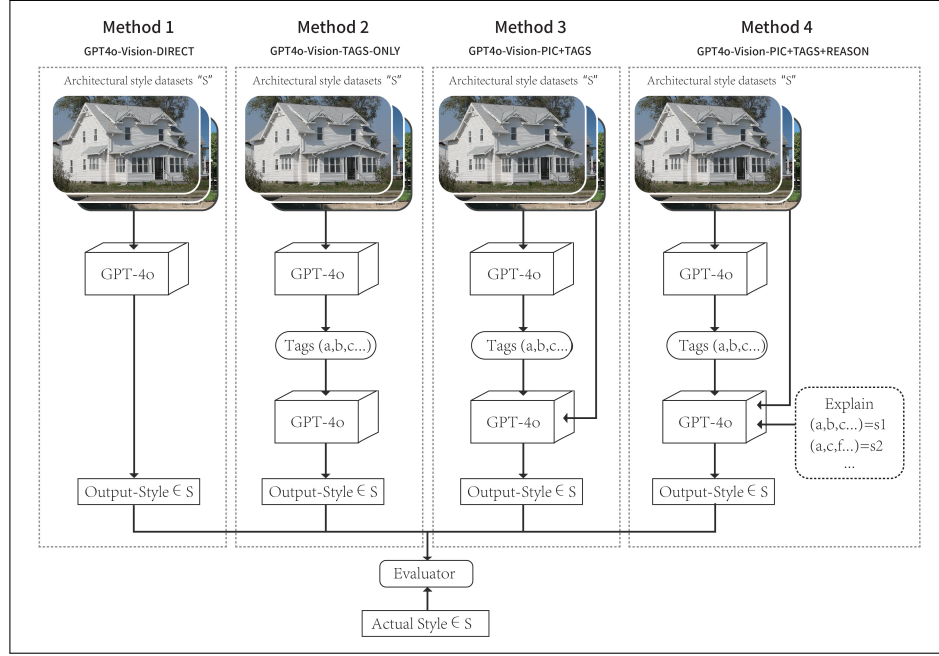 Method 1
GPT4o-Vision-DIRECT
Architectural style datasets “S”
GPT-4o
Output-Style ∈ S
Method 2
GPT4o-Vision-TAGS-ONLY
Architectural style datasets “S”
GPT-4o
Tags (a,b,c...)
GPT-4o
Output-Style ∈ S
Method 3
GPT4o-Vision-PIC+TAGS
Architectural style datasets “S”
GPT-4o
Tags (a,b,c...)
GPT-4o
Output-Style ∈ S
Method 4
GPT4o-Vision-PIC+TAGS+REASON
Architectural style datasets “S”
GPT-4o
Tags (a,b,c...)
GPT-4o
Explain
(a,b,c...)=s1
(a,c,f...)=s2
...
Output-Style ∈ S
Evaluator
Actual Style ∈ S